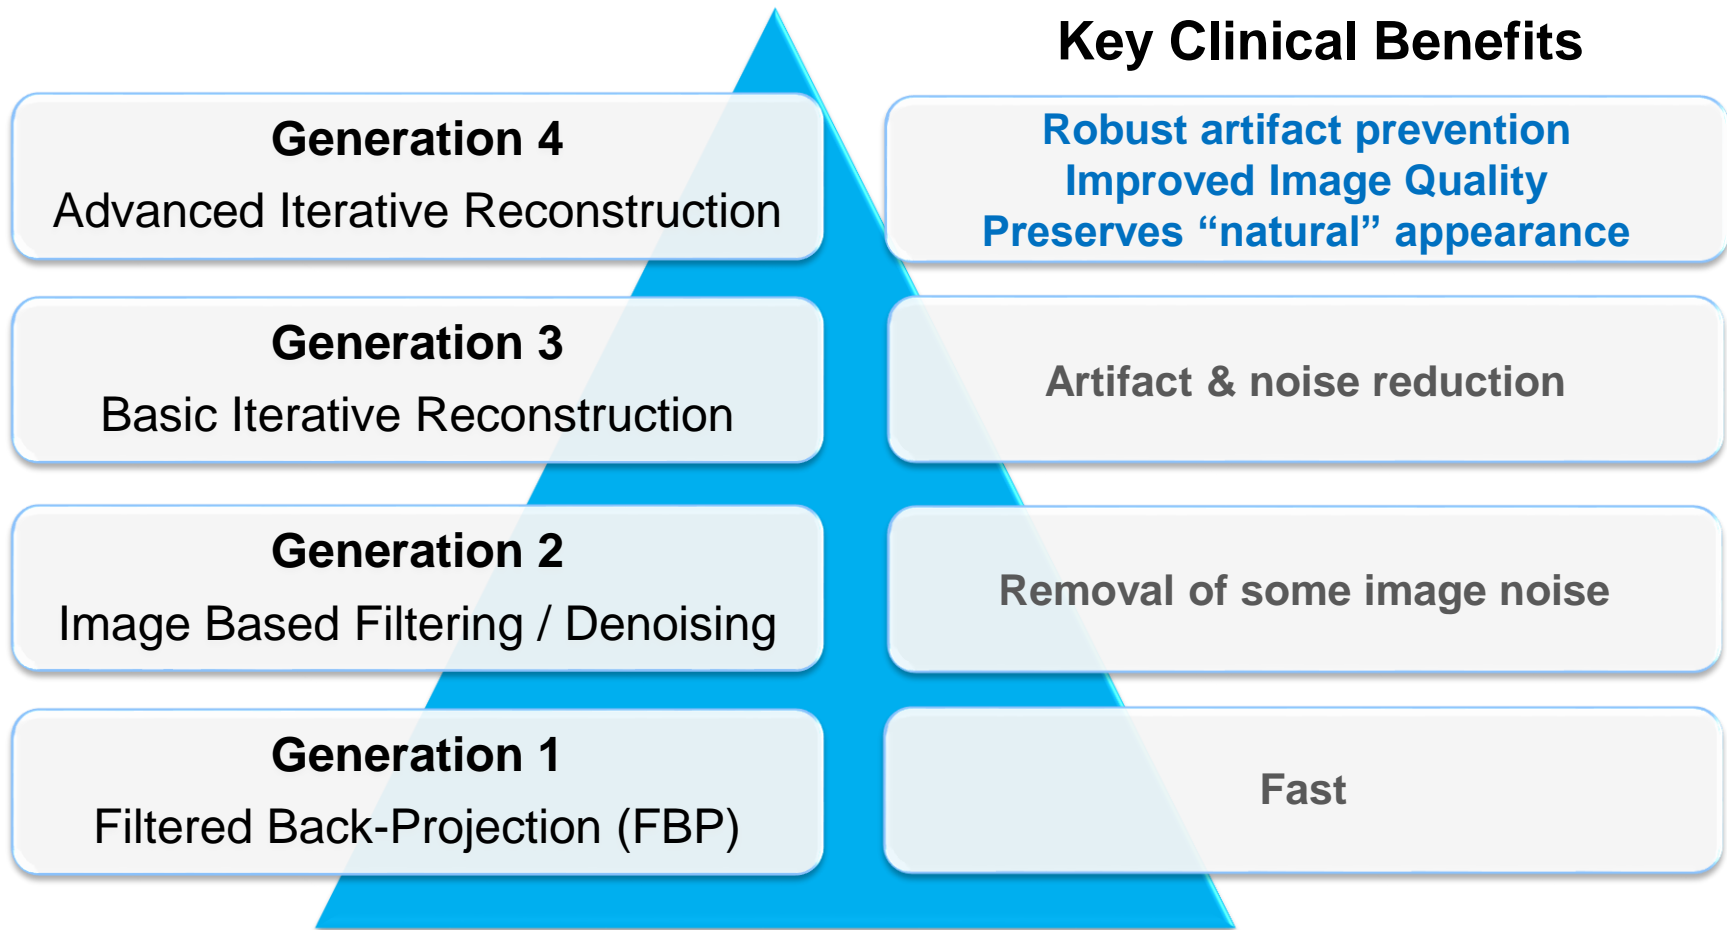 Key Clinical Benefits
Generation 4
Advanced Iterative Reconstruction
Robust artifact prevention
Improved Image Quality
Preserves “natural” appearance
Generation 3
Basic Iterative Reconstruction
Artifact & noise reduction
Generation 2
Image Based Filtering / Denoising
Removal of some image noise
Generation 1
Filtered Back-Projection (FBP)
Fast